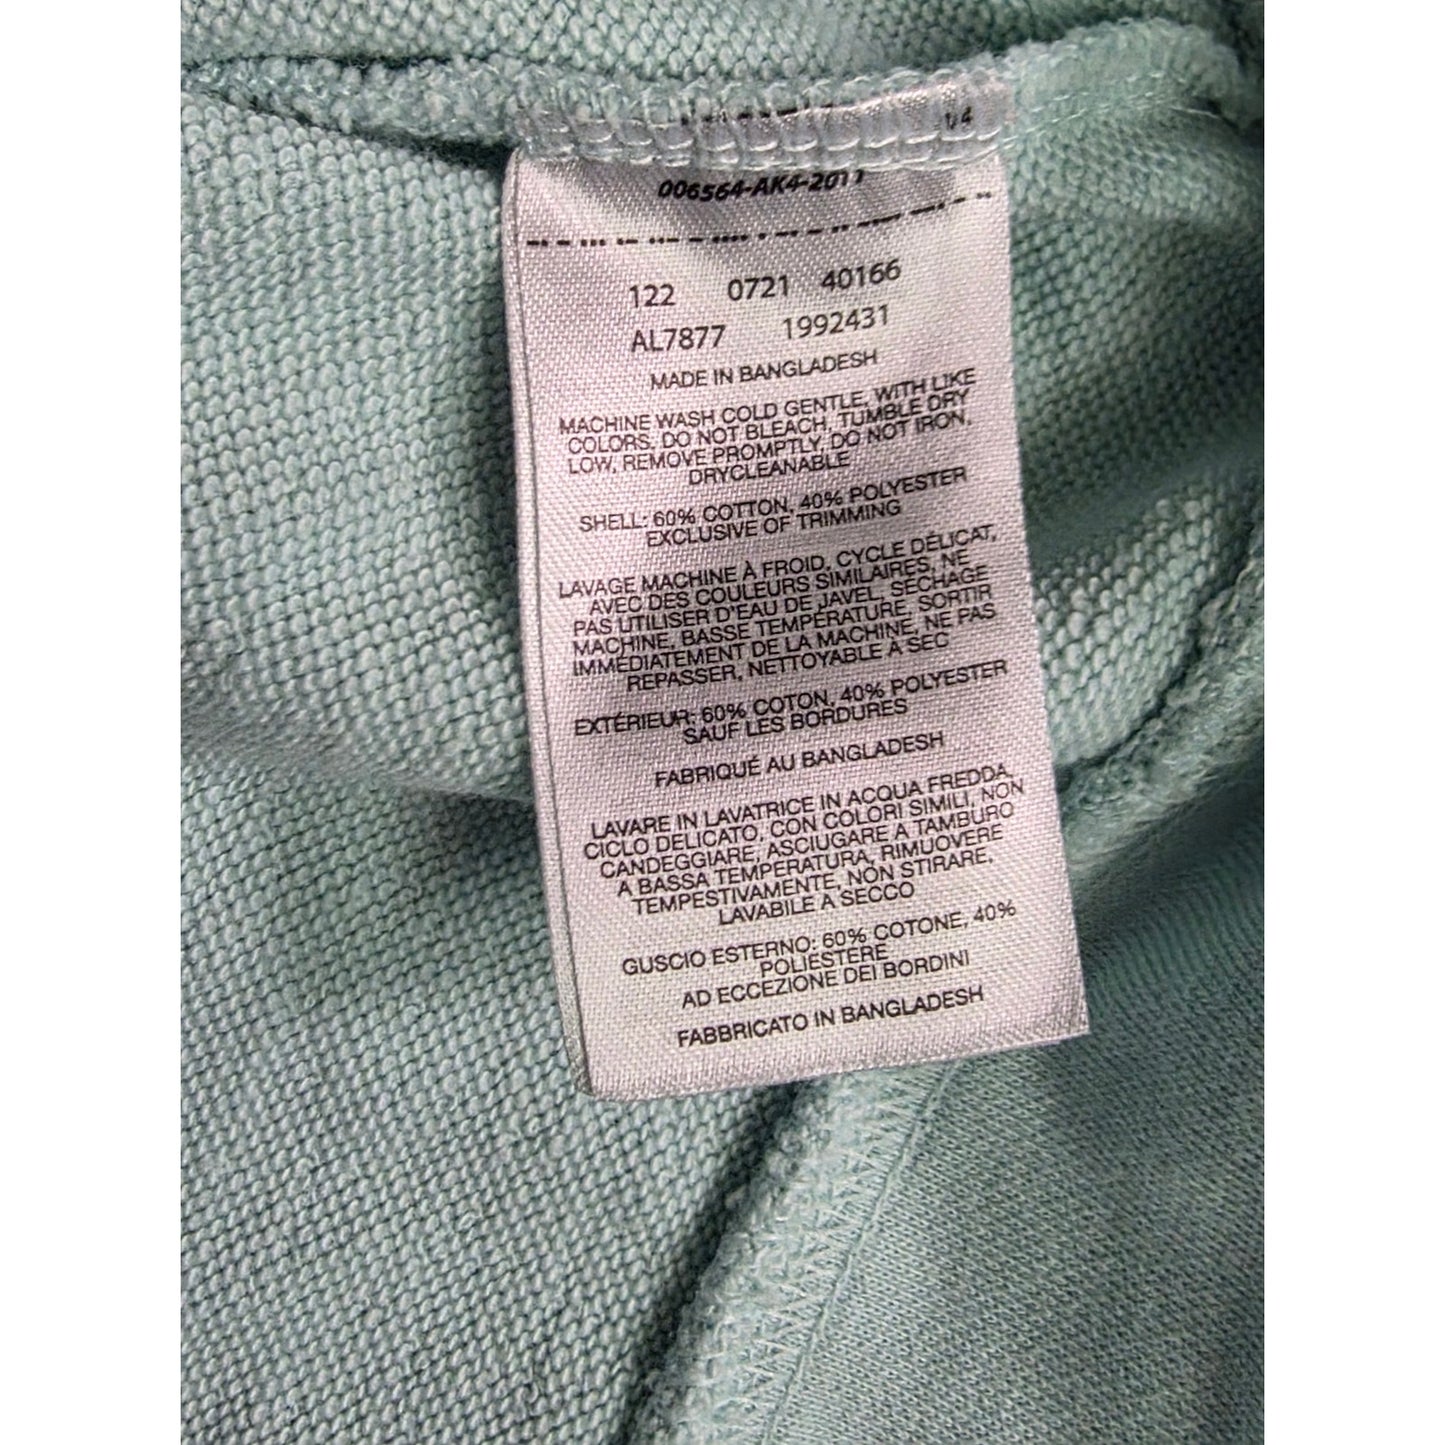 006564-AK4-2011
122 0721 40166
AL7877 1992431
MADE IN BANGLADESH
MACHINE WASH COLD GENTLE, WITH LIKE
COLORS, DO NOT BLEACH, TUMBLE DRY
LOW, REMOVE PROMPTLY, DO NOT IRON,
DRYCLEANABLE
SHELL: 60% COTTON, 40% POLYESTER
EXCLUSIVE OF TRIMMING
LAVAGE MACHINE À FROID, CYCLE DÉLICAT,
AVEC DES COULEURS SIMILAIRES, NE
PAS UTILISER D'EAU DE JAVEL, SÉCHAGE
MACHINE, BASSE TEMPÉRATURE, SORTIR
IMMÉDIATEMENT DE LA MACHINE, NE PAS
REPASSER, NETTOYABLE A SEC
EXTÉRIEUR: 60% COTON, 40% POLYESTER
SAUF LES BORDURES
FABRIQUÉ AU BANGLADESH
LAVARE IN LAVATRICE IN ACQUA FREDDA,
CICLO DELICATO, CON COLORI SIMILI, NON
CANDEGGIARE, ASCIUGARE A TAMBURO
A BASSA TEMPERATURA, RIMUOVERE
TEMPESTIVAMENTE, NON STIRARE,
LAVABILE A SECCO
GUSCIO ESTERNO: 60% COTONE, 40%
POLIESTERE
AD ECCEZIONE DEI BORDINI
FABBRICATO IN BANGLADESH